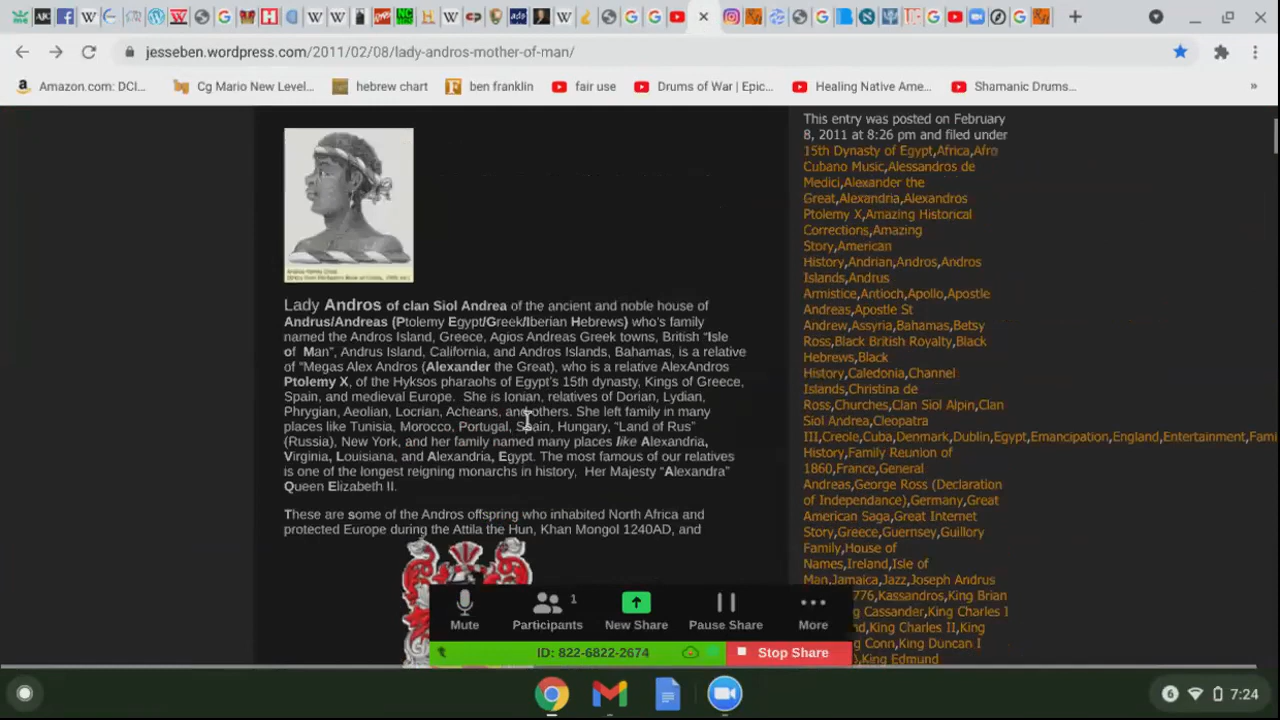 jesseben.wordpress.com/2011/02/08/lady-andros-mother-of-man/
Amazon.com: DCI...
Cg Mario New Level...
hebrew chart
ben franklin
fair use
Drums of War | Epic...
Healing Native Ame...
Shamanic Drums...
»
Lady Andros of clan Siol Andrea of the ancient and noble house of
Andrus/Andreas (Ptolemy Egypt/Greek/Iberian Hebrews) who's family
named the Andros Island, Greece, Agios Andreas Greek towns, British "Isle
of Man", Andrus Island, California, and Andros Islands, Bahamas, is a relative
of "Megas Alex Andros (Alexander the Great), who is a relative AlexAndros
Ptolemy X, of the Hyksos pharaohs of Egypt's 15th dynasty, Kings of Greece,
Spain, and medieval Europe. She is Ionian, relatives of Dorian, Lydian,
Phrygian, Aeolian, Locrian, Acheans, and others. She left family in many
places like Tunisia, Morocco, Portugal, Spain, Hungary, "Land of Rus"
(Russia), New York, and her family named many places like Alexandria,
Virginia, Louisiana, and Alexandria, Egypt. The most famous of our relatives
is one of the longest reigning monarchs in history, Her Majesty "Alexandra"
Queen Elizabeth II.
These are some of the Andros offspring who inhabited North Africa and
protected Europe during the Attila the Hun, Khan Mongol 1240AD, and
This entry was posted on February
8, 2011 at 8:26 pm and filed under
15th Dynasty of Egypt,Africa,Afro
Cubano Music,Alessandros de
Medici,Alexander the
Great,Alexandria,Alexandros
Ptolemy X,Amazing Historical
Corrections,Amazing
Story,American
History,Andrian,Andros,Andros
Islands,Andrus
Armistice,Antioch,Apollo,Apostle
Andreas,Apostle St
Andrew,Assyria,Bahamas,Betsy
Ross,Black British Royalty,Black
Hebrews,Black
History,Caledonia,Channel
Islands,Christina de
Ross,Churches,Clan Siol Alpin,Clan
Siol Andrea,Cleopatra
III,Creole,Cuba,Denmark,Dublin,Egypt,Emancipation,England,Entertainment,Fami
History,Family Reunion of
1860,France,General
Andreas,George Ross (Declaration
of Independance),Germany,Great
American Saga,Great Internet
Story,Greece,Guernsey,Guillory
Family,House of
Names,Ireland,Isle of
Man,Jamaica,Jazz,Joseph Andrus
776,Kassandros,King Brian
g Cassander,King Charles I
nd,King Charles II,King
g Conn,King Duncan I
),King Edmund
Mute
Participants
1
New Share
Pause Share
More
ID: 822-6822-2674
Stop Share
6
7:24